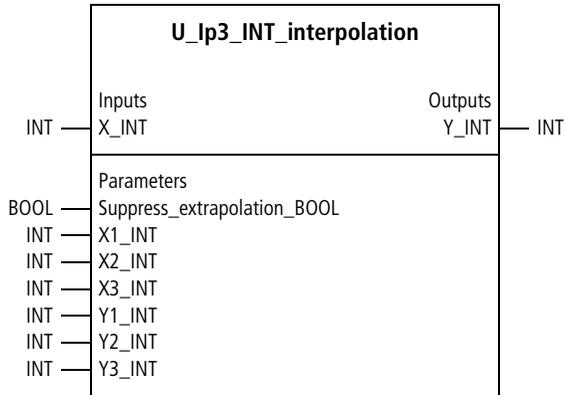 U_Ip3_INT_interpolation
Inputs Outputs
INT X_INT Y_INT INT
Parameters
BOOL Suppress_extrapolation_BOOL
INT X1_INT
INT X2_INT
INT X3_INT
INT Y1_INT
INT Y2_INT
INT Y3_INT